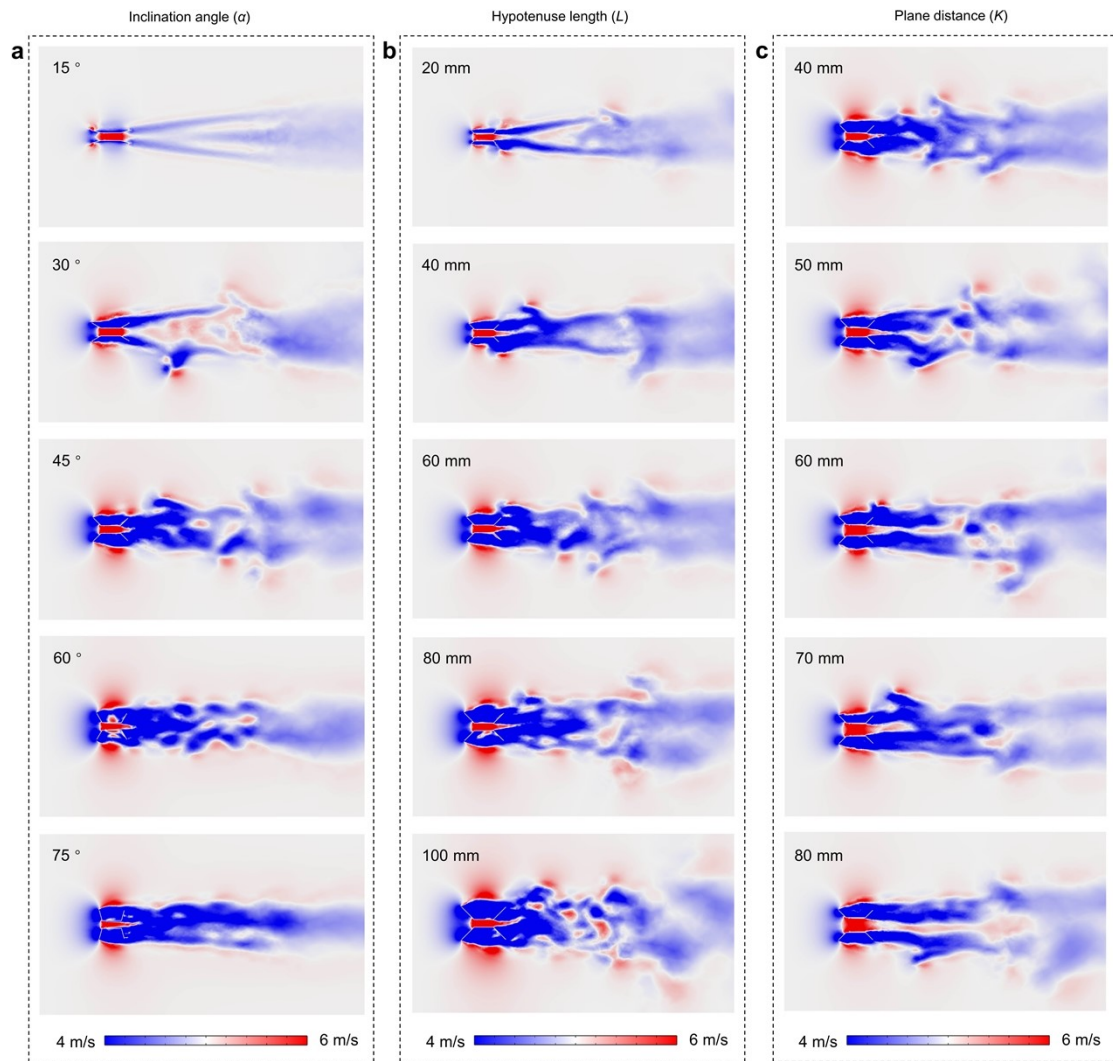 Inclination angle (α)
Hypotenuse length (L)
Plane distance (K)
a
15 °
30 °
45 °
60 °
75 °
4 m/s
6 m/s
b
20 mm
40 mm
60 mm
80 mm
100 mm
4 m/s
6 m/s
c
40 mm
50 mm
60 mm
70 mm
80 mm
4 m/s
6 m/s